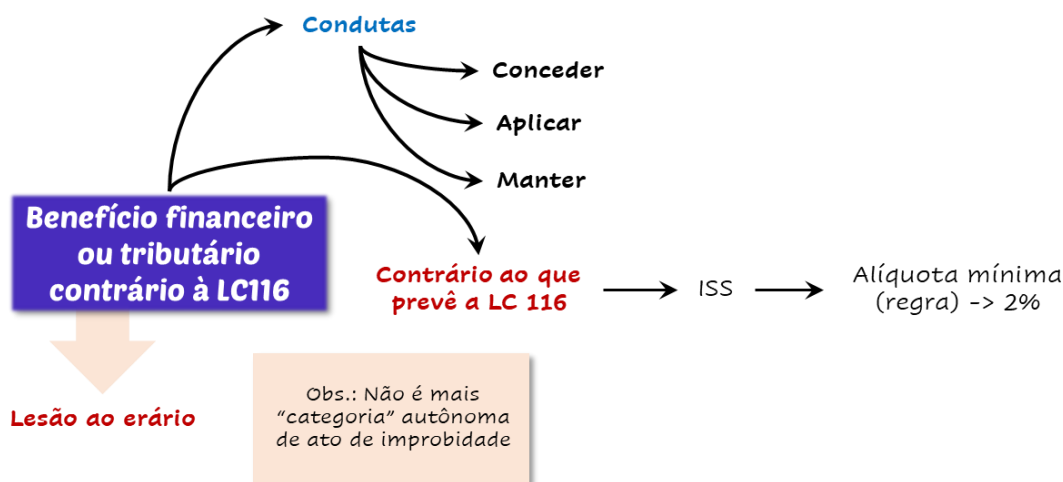 Condutas
Conceder
Aplicar
Manter
Benefício financeiro
ou tributário
contrário à LC116
Contrário ao que
prevê a LC 116
ISS
Alíquota mínima
(regra) -> 2%
Lesão ao erário
Obs.: Não é mais
“categoria” autônoma
de ato de improbidade